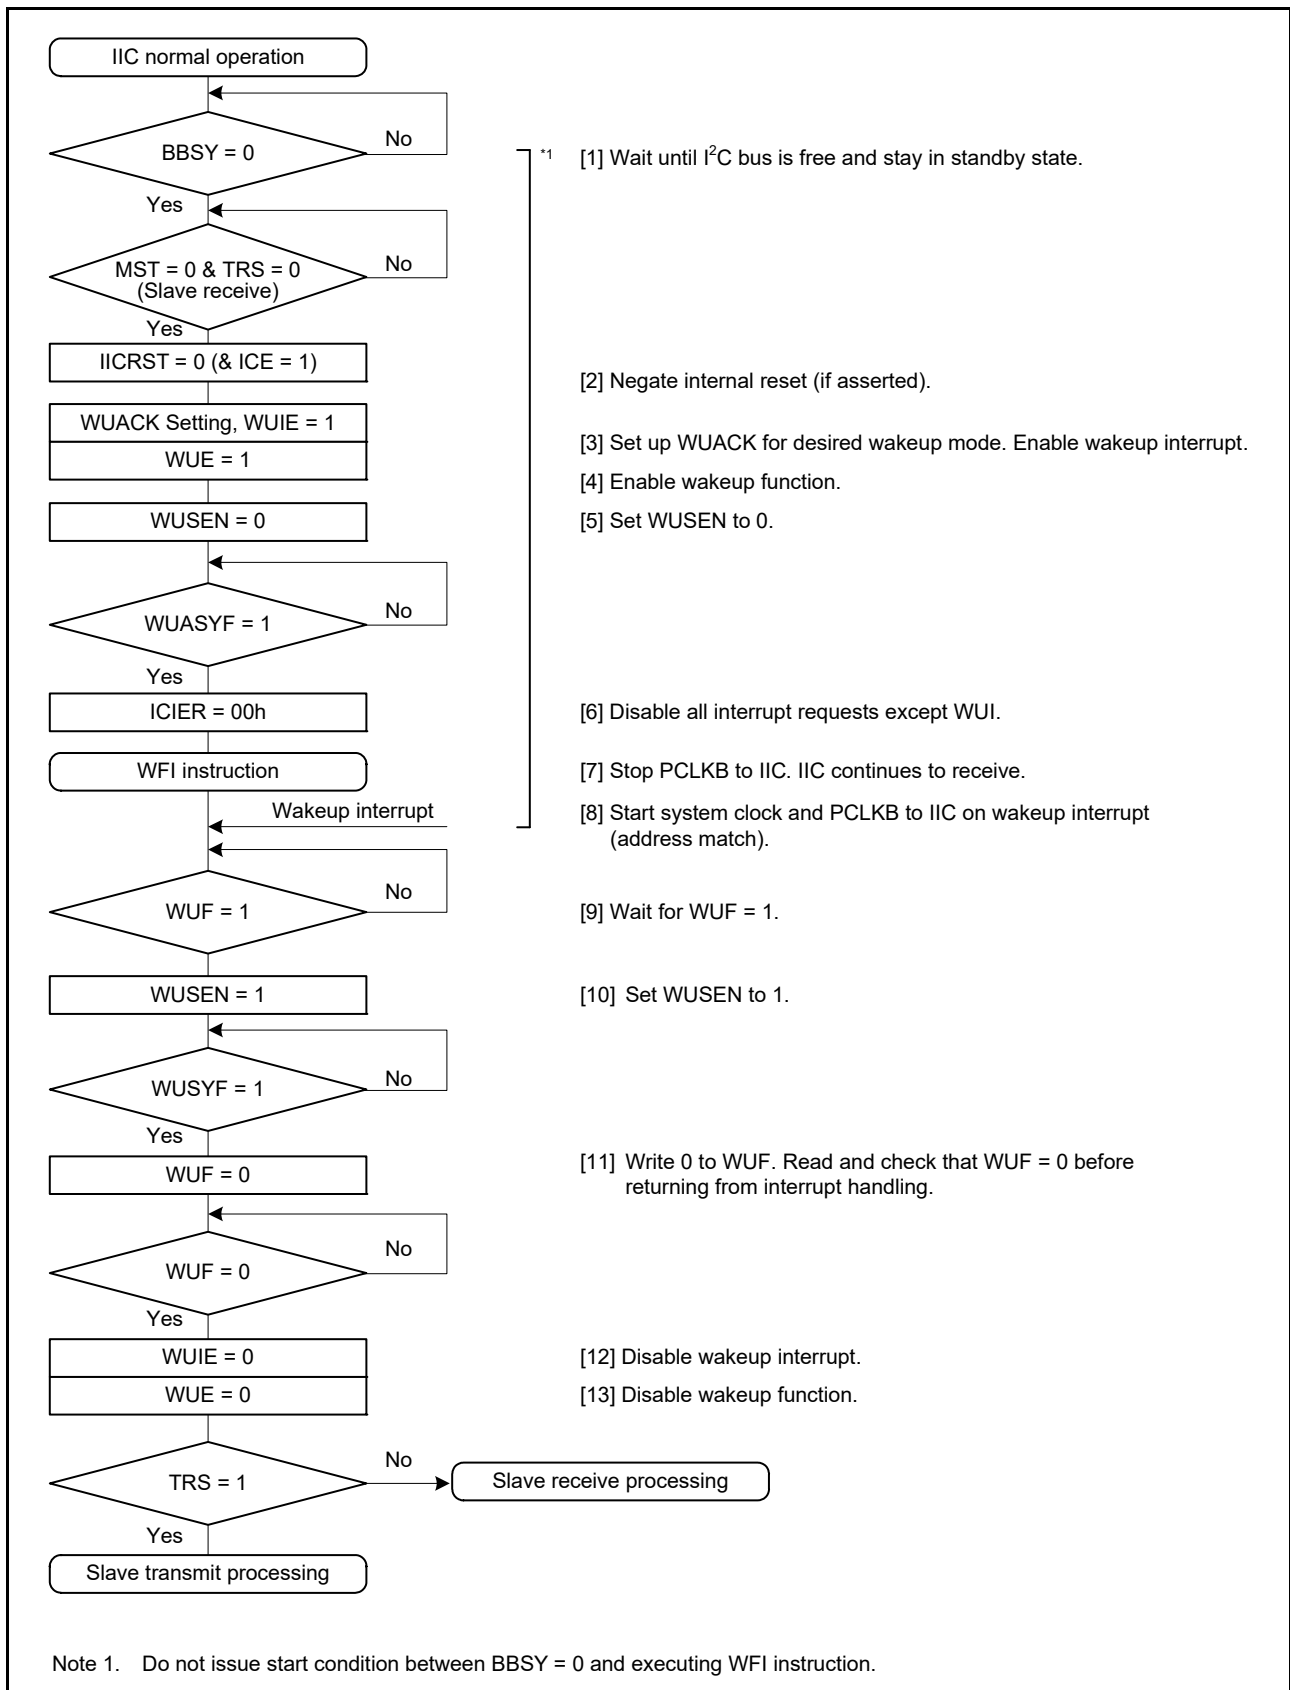 IIC normal operation
BBSY = 0
No
*1
[1] Wait until I²C bus is free and stay in standby state.
Yes
MST = 0 & TRS = 0
(Slave receive)
No
Yes
IICRST = 0 (& ICE = 1)
[2] Negate internal reset (if asserted).
WUACK Setting, WUIE = 1
[3] Set up WUACK for desired wakeup mode. Enable wakeup interrupt.
WUE = 1
[4] Enable wakeup function.
WUSEN = 0
[5] Set WUSEN to 0.
WUASYF = 1
No
Yes
ICIER = 00h
[6] Disable all interrupt requests except WUI.
WFI instruction
[7] Stop PCLKB to IIC. IIC continues to receive.
Wakeup interrupt
[8] Start system clock and PCLKB to IIC on wakeup interrupt
(address match).
No
WUF = 1
[9] Wait for WUF = 1.
WUSEN = 1
[10] Set WUSEN to 1.
WUSYF = 1
No
Yes
WUF = 0
[11] Write 0 to WUF. Read and check that WUF = 0 before
returning from interrupt handling.
No
WUF = 0
Yes
WUIE = 0
[12] Disable wakeup interrupt.
WUE = 0
[13] Disable wakeup function.
TRS = 1
No
Slave receive processing
Yes
Slave transmit processing
Note 1. Do not issue start condition between BBSY = 0 and executing WFI instruction.